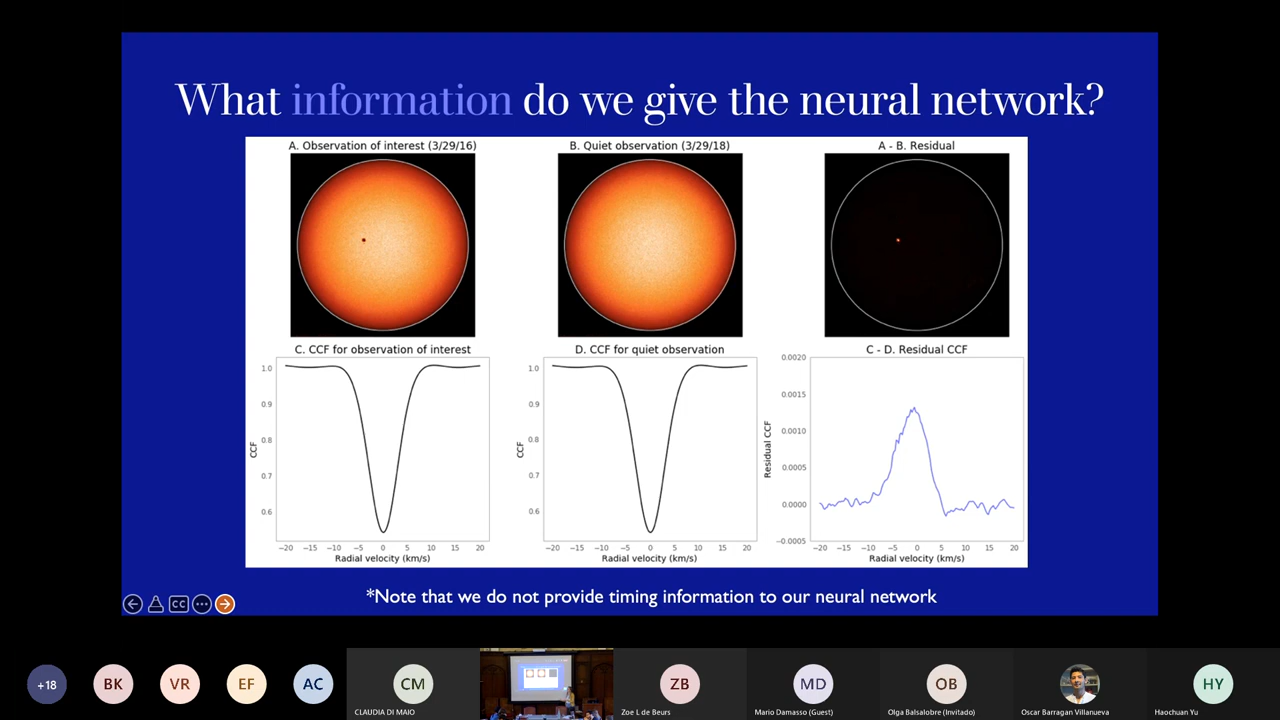 What information do we give the neural network?
A. Observation of interest (3/29/16)
B. Quiet observation (3/29/18)
A - B. Residual
C. CCF for observation of interest
D. CCF for quiet observation
C - D. Residual CCF
1.0
0.9
0.8
0.7
0.6
CCF
−20 −15 −10 −5 0 5 10 15 20
Radial velocity (km/s)
1.0
0.9
0.8
0.7
0.6
CCF
−20 −15 −10 −5 0 5 10 15 20
Radial velocity (km/s)
0.0020
0.0015
0.0010
0.0005
0.0000
−0.0005
Residual CCF
−20 −15 −10 −5 0 5 10 15 20
Radial velocity (km/s)
CC
*Note that we do not provide timing information to our neural network
+18
BK
VR
EF
AC
CM
CLAUDIA DI MAIO
ZB
Zoe L de Beurs
MD
Mario Damasso (Guest)
OB
Olga Balsalobre (Invitado)
Oscar Barragan Villanueva
HY
Haochuan Yu